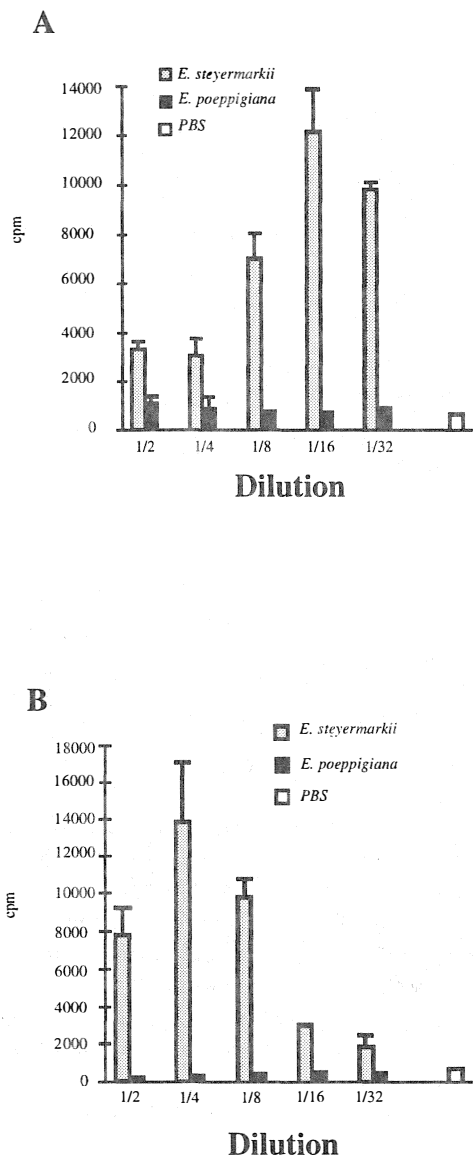 A
E. steyermarkii
E. poeppigiana
PBS
14000
12000
10000
8000
6000
4000
2000
0
cpm
1/2 1/4 1/8 1/16 1/32
Dilution
B
E. steyermarkii
E. poeppigiana
PBS
18000
16000
14000
12000
10000
8000
6000
4000
2000
0
cpm
1/2 1/4 1/8 1/16 1/32
Dilution